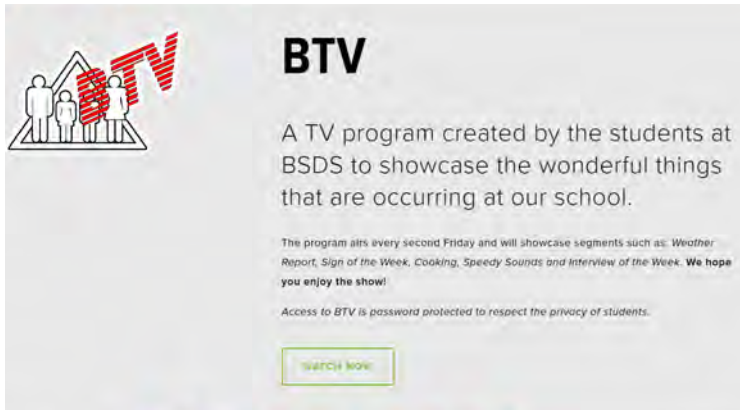 BTV
BTV
A TV program created by the students at
BSDS to showcase the wonderful things
that are occurring at our school.
The program airs every second Friday and will showcase segments such as: Weather
Report, Sign of the Week, Cooking, Speedy Sounds and Interview of the Week. We hope
you enjoy the show!
Access to BTV is password protected to respect the privacy of students.
WATCH NOW